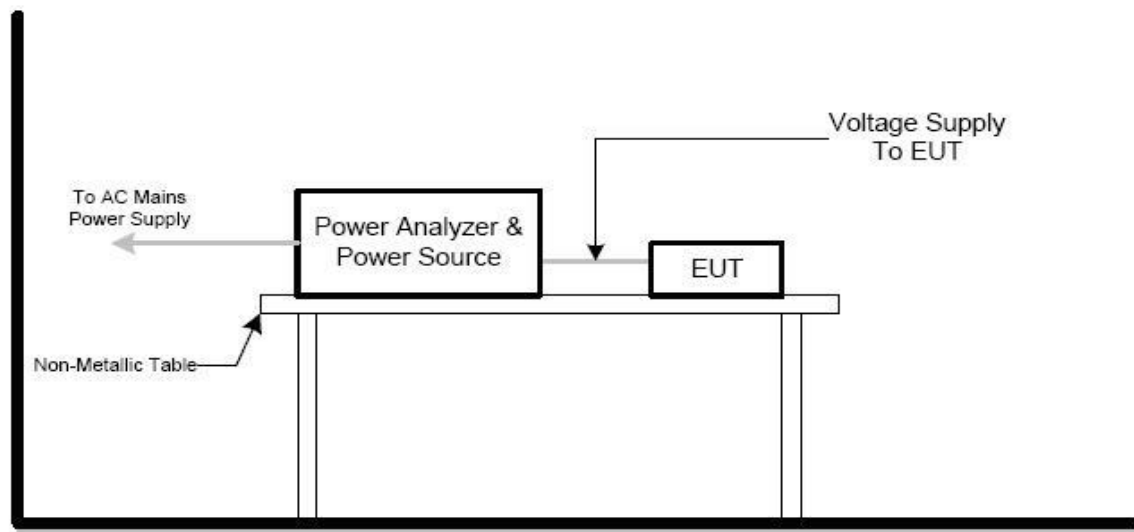 Voltage Supply
To EUT
To AC Mains
Power Supply
Power Analyzer &
Power Source
EUT
Non-Metallic Table